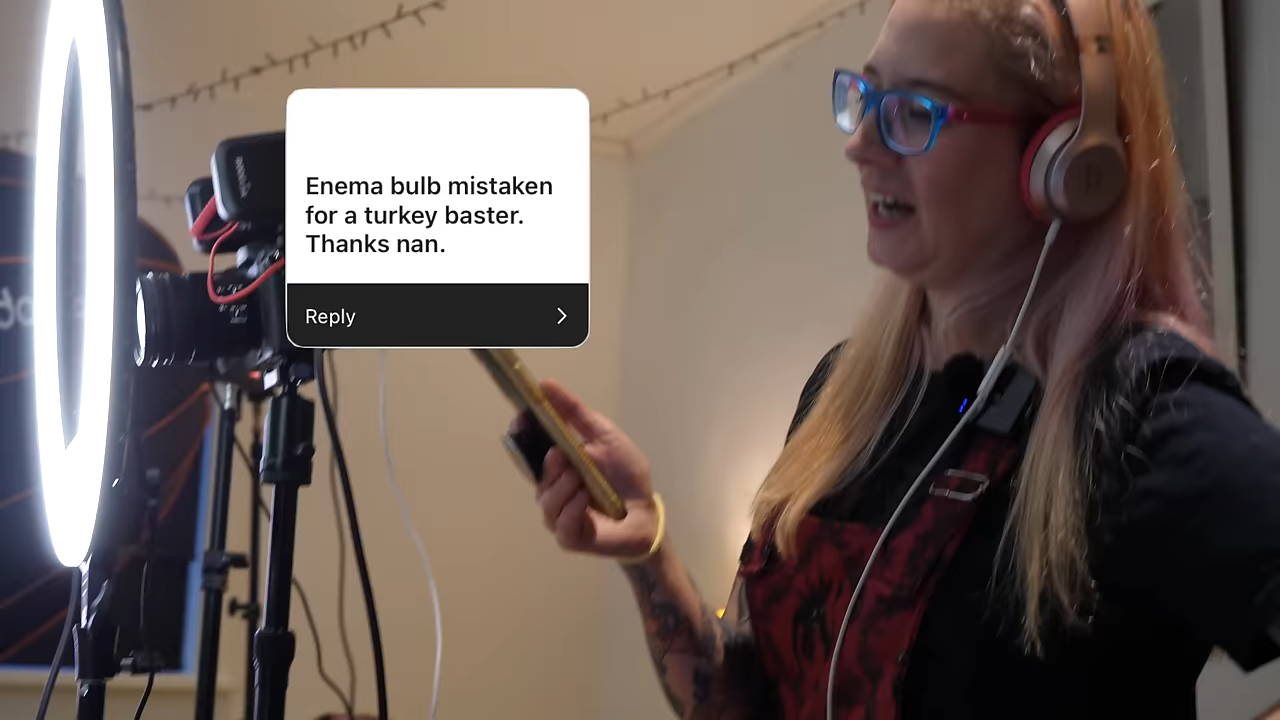 Enema bulb mistaken
for a turkey baster.
Thanks nan.
Reply